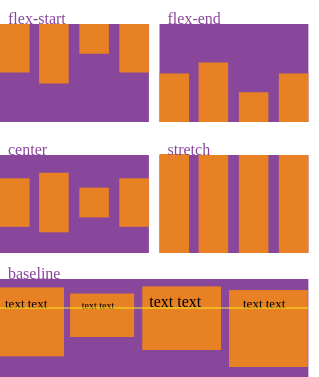 flex-start
flex-end
center
stretch
baseline
text text
text text
text text
text text